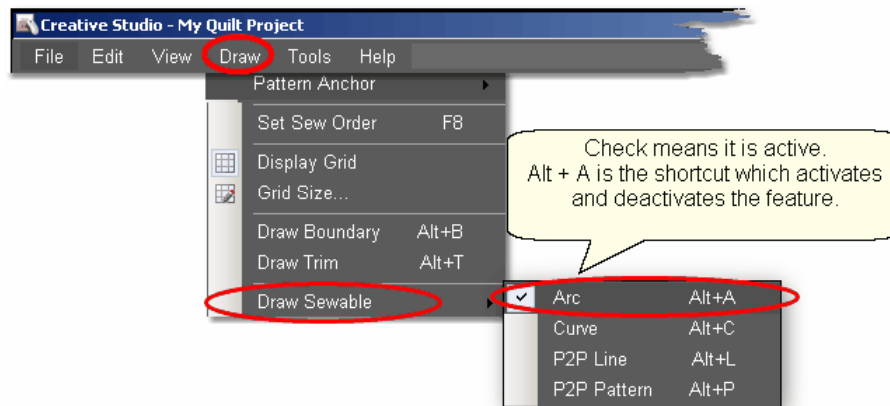 Creative Studio - My Quilt Project
File Edit View Draw Tools Help
Pattern Anchor
Set Sew Order F8
Display Grid
Grid Size...
Draw Boundary Alt+B
Draw Trim Alt+T
Draw Sewable
Check means it is active.
Alt + A is the shortcut which activates
and deactivates the feature.
Arc Alt+A
Curve Alt+C
P2P Line Alt+L
P2P Pattern Alt+P